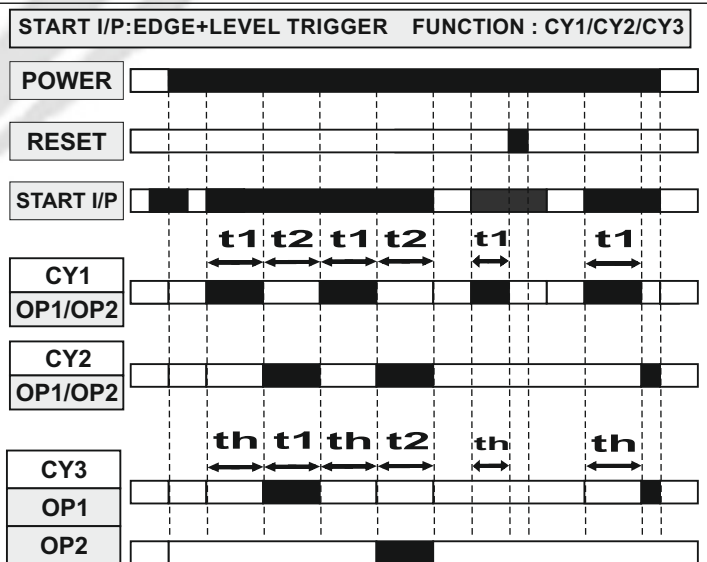 START I/P:EDGE+LEVEL TRIGGER FUNCTION : CY1/CY2/CY3
POWER
RESET
START I/P
t1 t2 t1 t2 t1 t1
CY1
OP1/OP2
CY2
OP1/OP2
th t1 th t2 th th
CY3
OP1
OP2